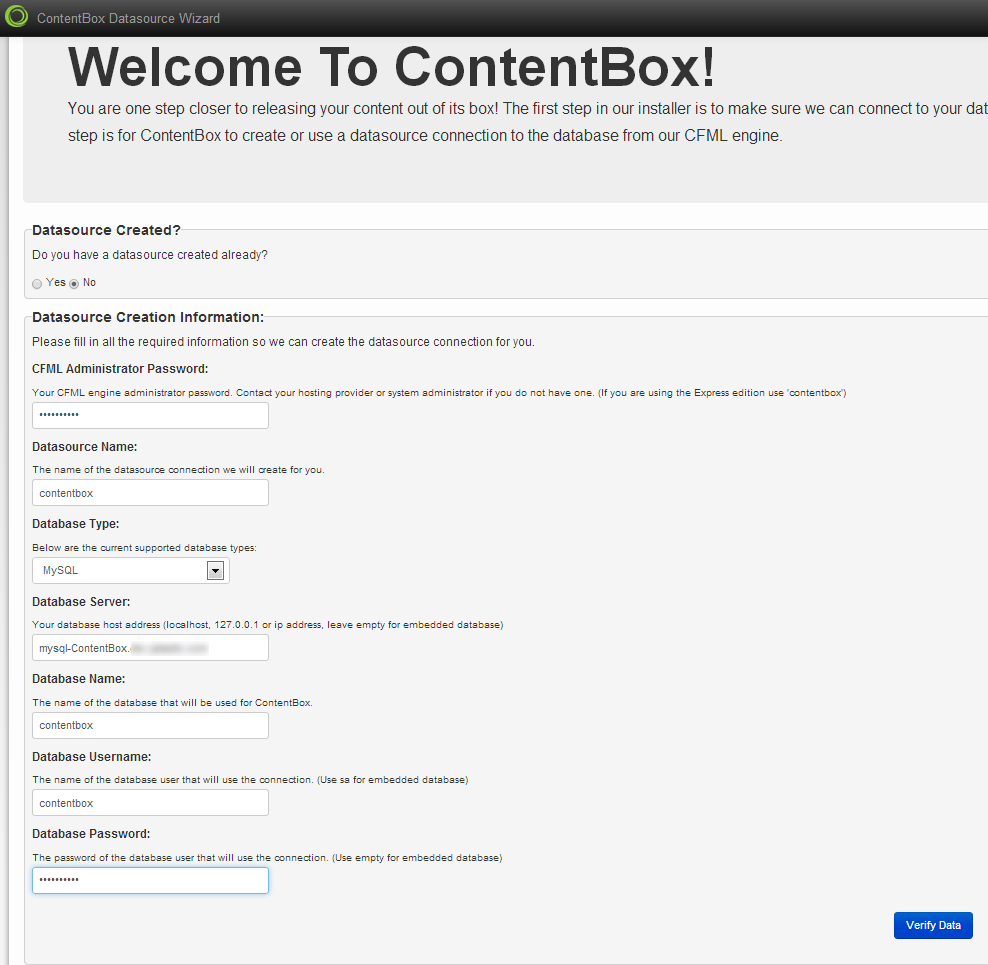 ContentBox Datasource Wizard
Welcome To ContentBox!
You are one step closer to releasing your content out of its box! The first step in our installer is to make sure we can connect to your dat
step is for ContentBox to create or use a datasource connection to the database from our CFML engine.
Datasource Created?
Do you have a datasource created already?
Yes No
Datasource Creation Information:
Please fill in all the required information so we can create the datasource connection for you.
CFML Administrator Password:
Your CFML engine administrator password. Contact your hosting provider or system administrator if you do not have one. (If you are using the Express edition use 'contentbox')
••••••••••
Datasource Name:
The name of the datasource connection we will create for you.
contentbox
Database Type:
Below are the current supported database types:
MySQL
Database Server:
Your database host address (localhost, 127.0.0.1 or ip address, leave empty for embedded database)
mysql-ContentBox.
Database Name:
The name of the database that will be used for ContentBox.
contentbox
Database Username:
The name of the database user that will use the connection. (Use sa for embedded database)
contentbox
Database Password:
The password of the database user that will use the connection. (Use empty for embedded database)
••••••••••
Verify Data